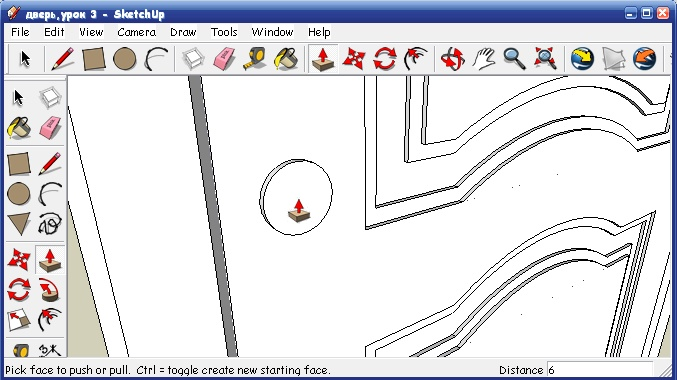 дверь,урок 3 - SketchUp
File Edit View Camera Draw Tools Window Help
Pick face to push or pull. Ctrl = toggle create new starting face. Distance 6